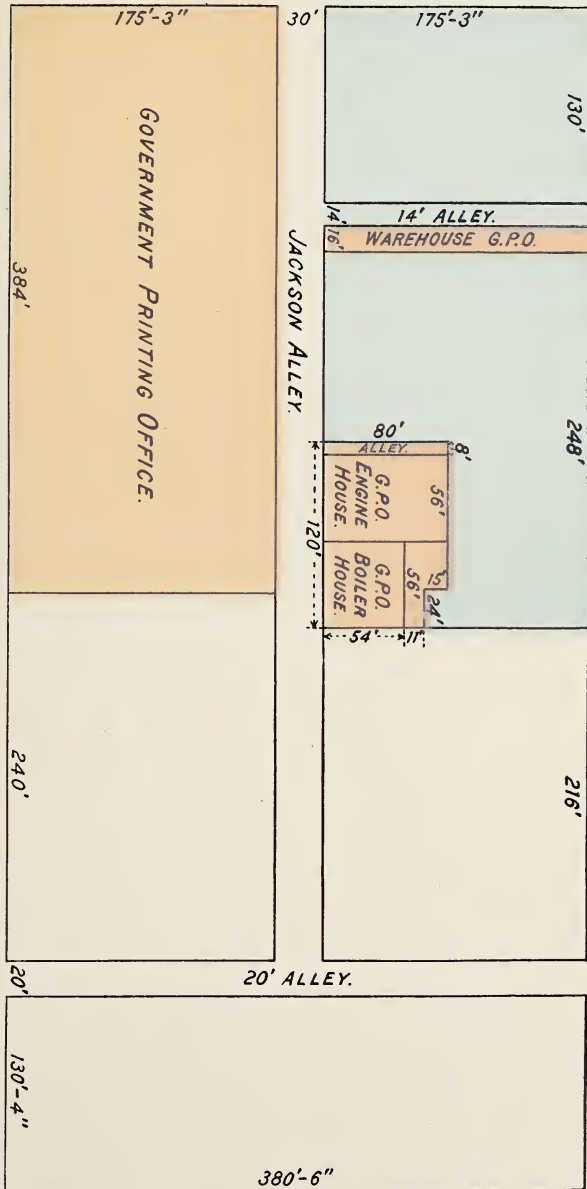 175'-3"
30'
175'-3"
130'
GOVERNMENT PRINTING OFFICE.
384'
JACKSON ALLEY.
14'
14' ALLEY.
16'
WAREHOUSE G.P.O.
248'
80'
ALLEY.
8'
G.P.O.
ENGINE
HOUSE.
56'
120'
G.P.O.
BOILER
HOUSE.
56'
15'
24'
54'
11'
240'
216'
20'
20' ALLEY.
130'-4"
380'-6"